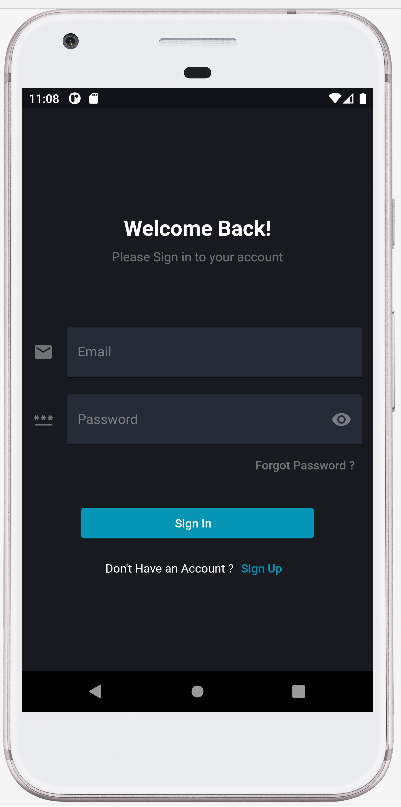 11:08
Welcome Back!
Please Sign in to your account
Email
Password
Forgot Password ?
Sign In
Don't Have an Account ? Sign Up